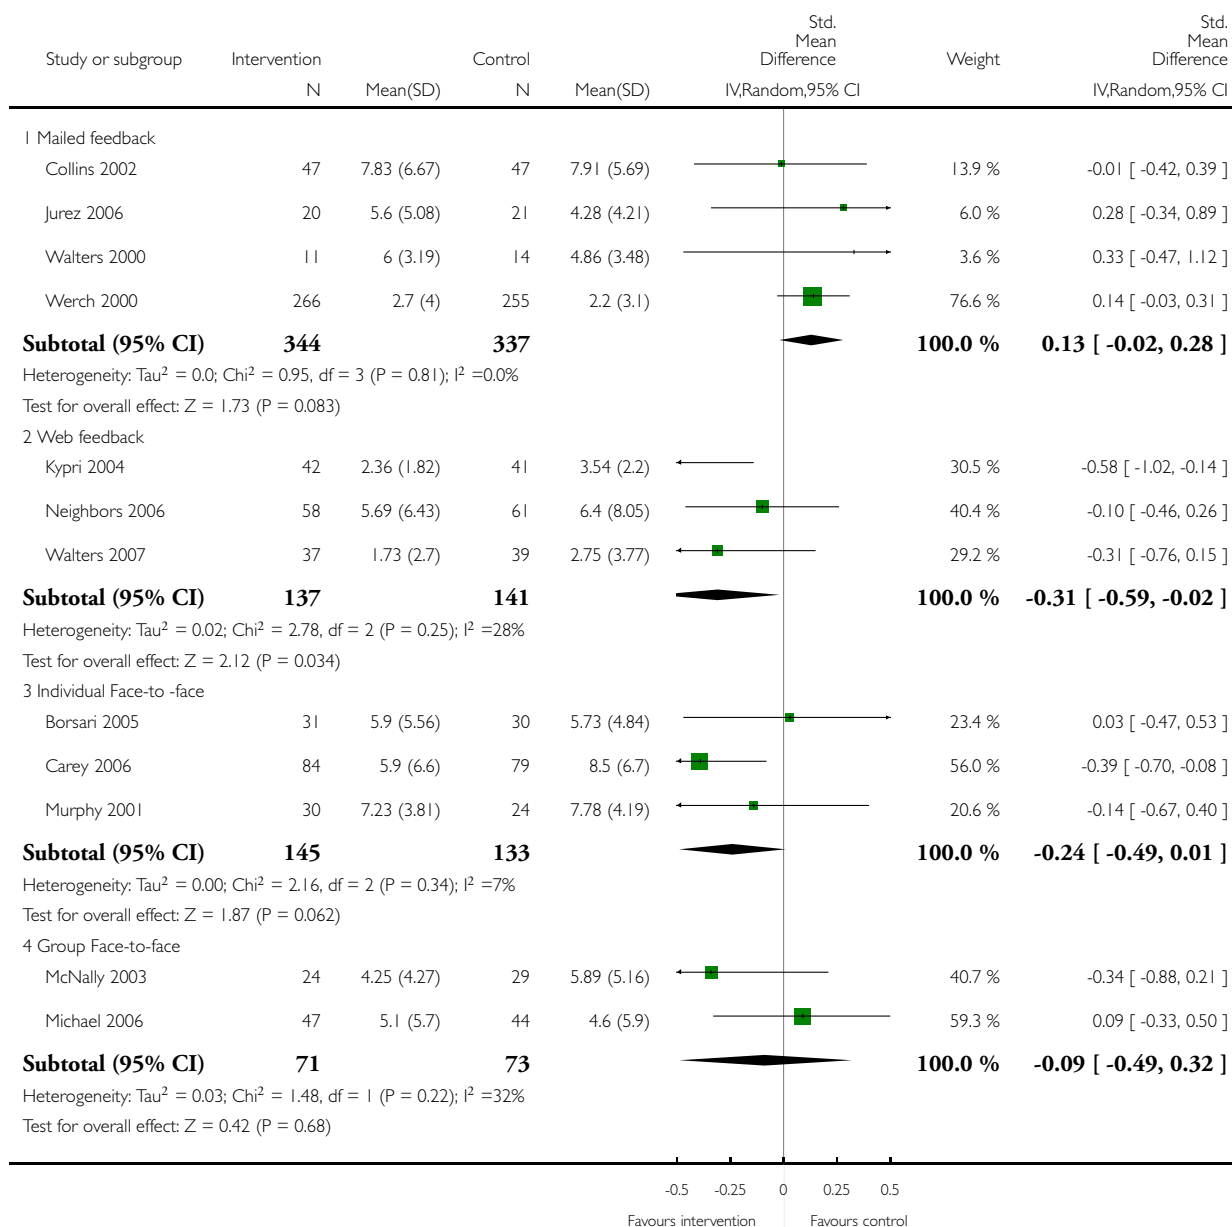 Std. Mean Difference Std. Mean Difference
Study or subgroup Intervention Control Weight
N Mean(SD) N Mean(SD) IV,Random,95% CI IV,Random,95% CI
1 Mailed feedback
Collins 2002 47 7.83 (6.67) 47 7.91 (5.69) 13.9 % -0.01 [ -0.42, 0.39 ]
Jurez 2006 20 5.6 (5.08) 21 4.28 (4.21) 6.0 % 0.28 [ -0.34, 0.89 ]
Walters 2000 11 6 (3.19) 14 4.86 (3.48) 3.6 % 0.33 [ -0.47, 1.12 ]
Werch 2000 266 2.7 (4) 255 2.2 (3.1) 76.6 % 0.14 [ -0.03, 0.31 ]
Subtotal (95% CI) 344 337 100.0 % 0.13 [ -0.02, 0.28 ]
Heterogeneity: Tau² = 0.0; Chi² = 0.95, df = 3 (P = 0.81); I² =0.0%
Test for overall effect: Z = 1.73 (P = 0.083)
2 Web feedback
Kypri 2004 42 2.36 (1.82) 41 3.54 (2.2) 30.5 % -0.58 [ -1.02, -0.14 ]
Neighbors 2006 58 5.69 (6.43) 61 6.4 (8.05) 40.4 % -0.10 [ -0.46, 0.26 ]
Walters 2007 37 1.73 (2.7) 39 2.75 (3.77) 29.2 % -0.31 [ -0.76, 0.15 ]
Subtotal (95% CI) 137 141 100.0 % -0.31 [ -0.59, -0.02 ]
Heterogeneity: Tau² = 0.02; Chi² = 2.78, df = 2 (P = 0.25); I² =28%
Test for overall effect: Z = 2.12 (P = 0.034)
3 Individual Face-to -face
Borsari 2005 31 5.9 (5.56) 30 5.73 (4.84) 23.4 % 0.03 [ -0.47, 0.53 ]
Carey 2006 84 5.9 (6.6) 79 8.5 (6.7) 56.0 % -0.39 [ -0.70, -0.08 ]
Murphy 2001 30 7.23 (3.81) 24 7.78 (4.19) 20.6 % -0.14 [ -0.67, 0.40 ]
Subtotal (95% CI) 145 133 100.0 % -0.24 [ -0.49, 0.01 ]
Heterogeneity: Tau² = 0.00; Chi² = 2.16, df = 2 (P = 0.34); I² =7%
Test for overall effect: Z = 1.87 (P = 0.062)
4 Group Face-to-face
McNally 2003 24 4.25 (4.27) 29 5.89 (5.16) 40.7 % -0.34 [ -0.88, 0.21 ]
Michael 2006 47 5.1 (5.7) 44 4.6 (5.9) 59.3 % 0.09 [ -0.33, 0.50 ]
Subtotal (95% CI) 71 73 100.0 % -0.09 [ -0.49, 0.32 ]
Heterogeneity: Tau² = 0.03; Chi² = 1.48, df = 1 (P = 0.22); I² =32%
Test for overall effect: Z = 0.42 (P = 0.68)
-0.5 -0.25 0 0.25 0.5
Favours intervention Favours control